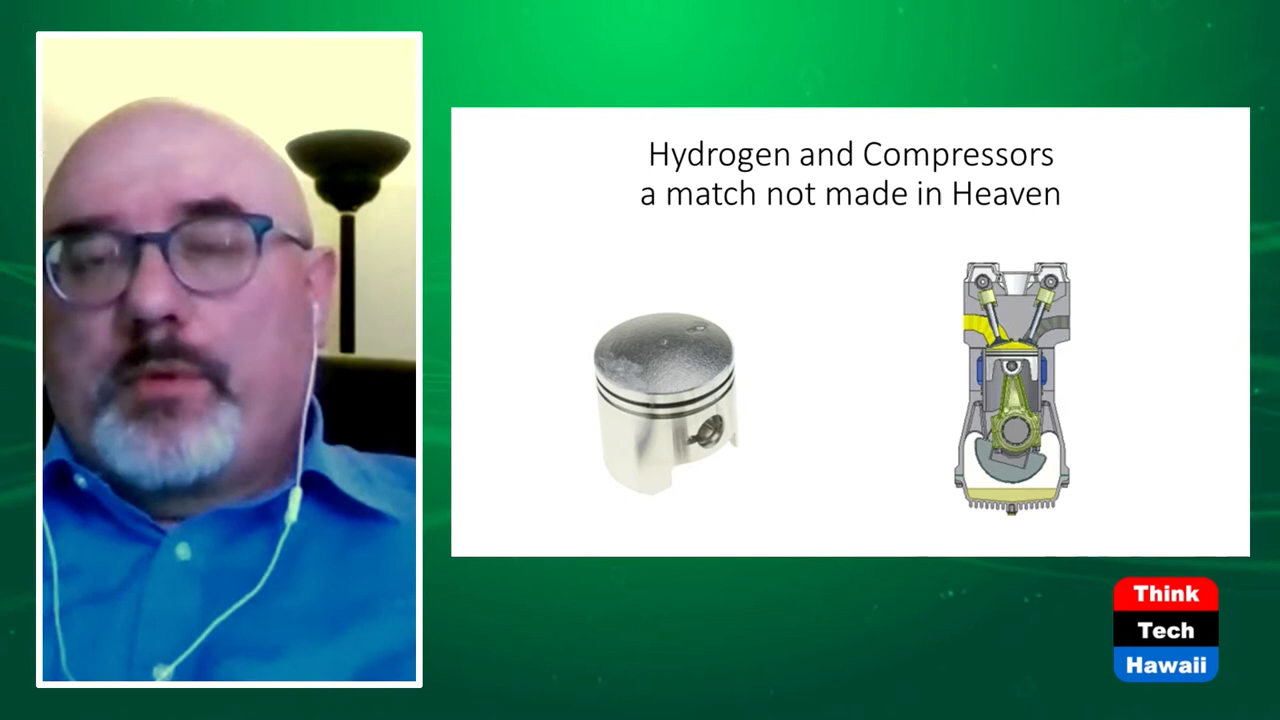 Hydrogen and Compressors
a match not made in Heaven
Think
Tech
Hawaii